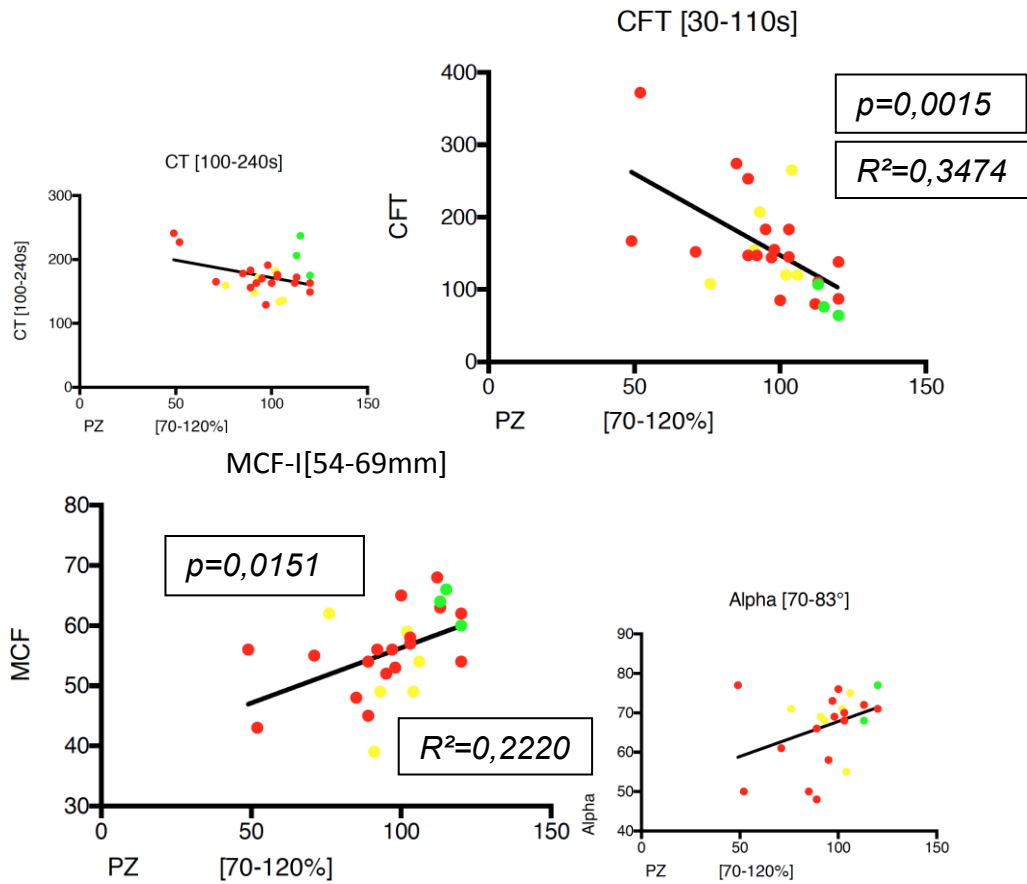 CFT [30-110s]
400
300
200
100
0
CFT
p=0,0015
R²=0,3474
0
50
100
150
PZ
[70-120%]
CT [100-240s]
300
200
100
0
CT [100-240s]
0
50
100
150
PZ
[70-120%]
MCF-I[54-69mm]
80
70
60
50
40
30
MCF
p=0,0151
R²=0,2220
0
50
100
150
PZ
[70-120%]
Alpha [70-83°]
90
80
70
60
50
40
Alpha
0
50
100
150
PZ
[70-120%]